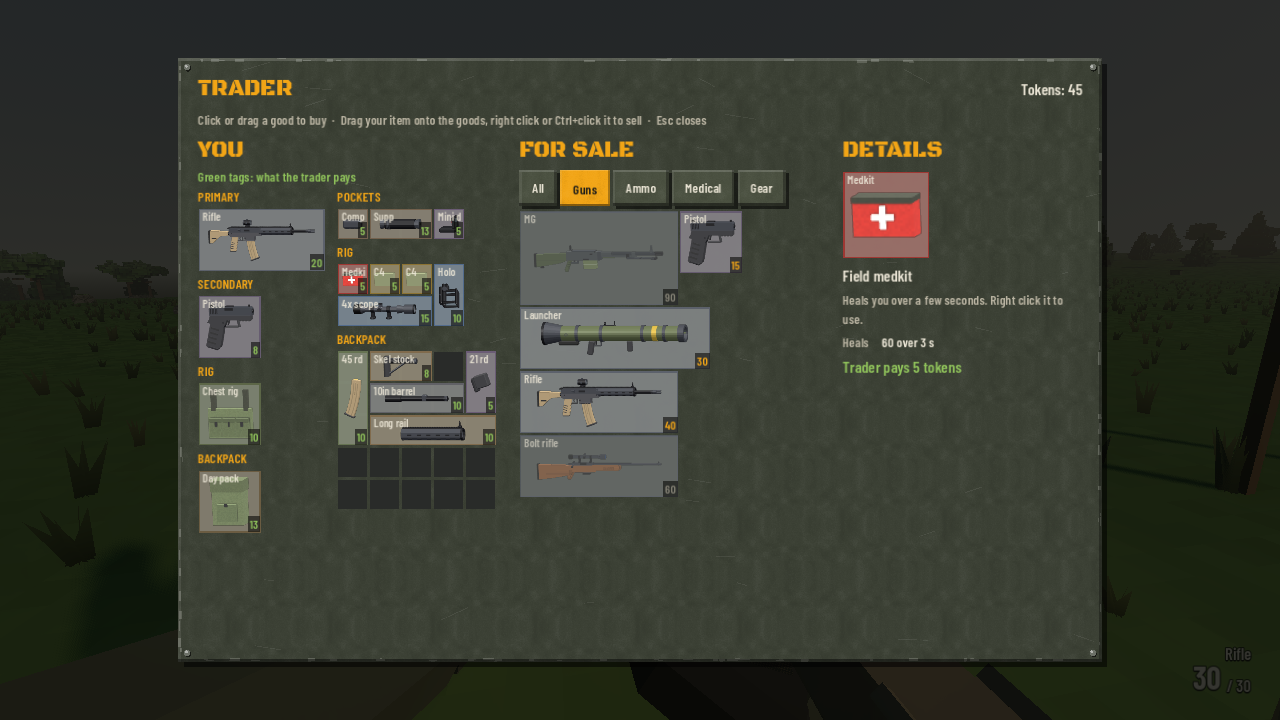 TRADER
Tokens: 45
Click or drag a good to buy · Drag your item onto the goods, right click or Ctrl+click it to sell · Esc closes
YOU
Green tags: what the trader pays
PRIMARY
Rifle
20
SECONDARY
Pistol
8
RIG
Chest rig
10
BACKPACK
Day pack
13
POCKETS
Comp
5
Supp
13
Mini d
5
RIG
Medki
5
C4
5
C4
5
Holo
10
4x scope
15
BACKPACK
45 rd
10
Skel stock
8
21 rd
5
10in barrel
10
Long rail
10
FOR SALE
All
Guns
Ammo
Medical
Gear
MG
90
Pistol
15
Launcher
30
Rifle
40
Bolt rifle
60
DETAILS
Medkit
Field medkit
Heals you over a few seconds. Right click it to
use.
Heals 60 over 3 s
Trader pays 5 tokens
Rifle
30 / 30